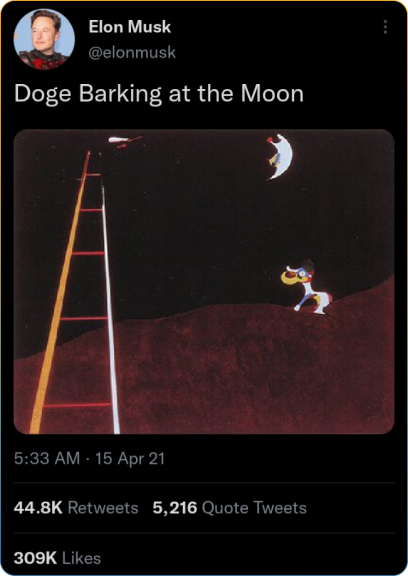 Elon Musk
@elonmusk
Doge Barking at the Moon
5:33 AM · 15 Apr 21
44.8K Retweets 5,216 Quote Tweets
309K Likes